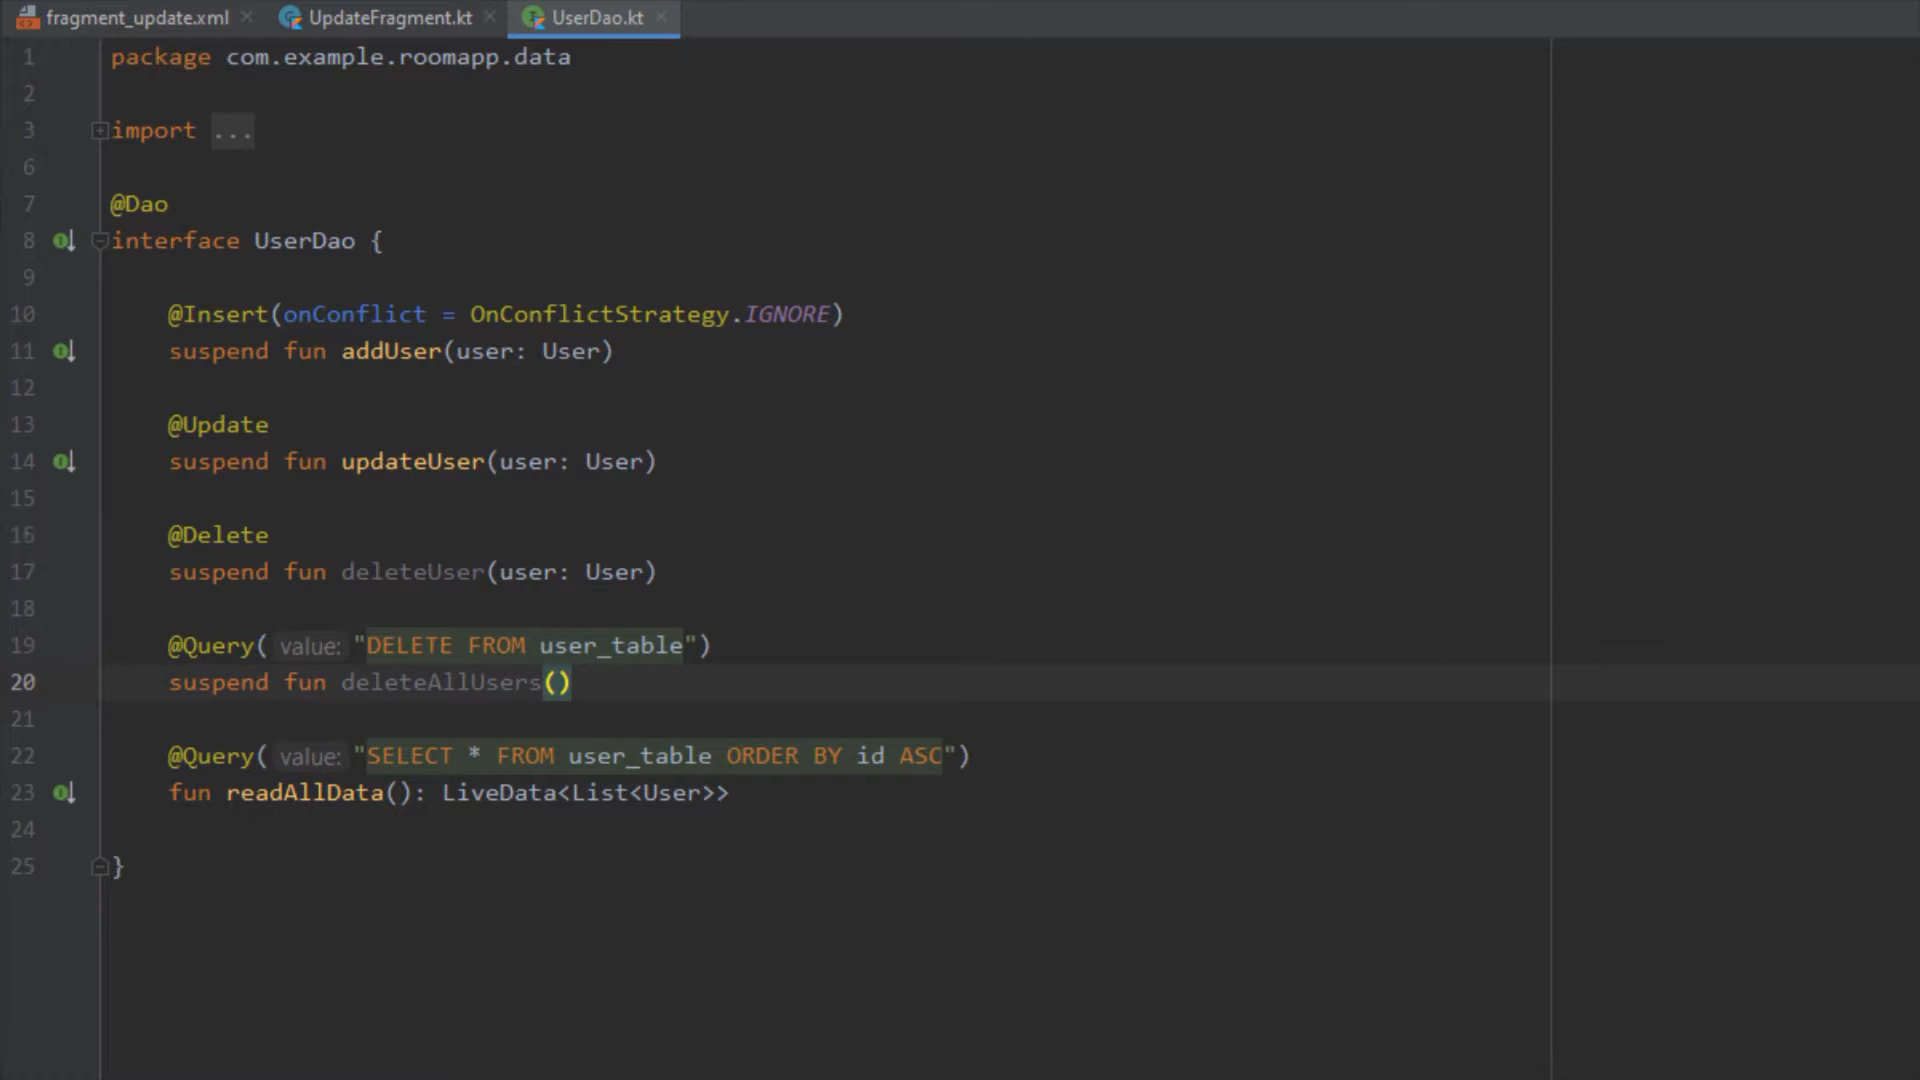 fragment_update.xml UpdateFragment.kt UserDao.kt
1 package com.example.roomapp.data
2
3 import ...
6
7 @Dao
8 interface UserDao {
9
10 @Insert(onConflict = OnConflictStrategy.IGNORE)
11 suspend fun addUser(user: User)
12
13 @Update
14 suspend fun updateUser(user: User)
15
16 @Delete
17 suspend fun deleteUser(user: User)
18
19 @Query( value: "DELETE FROM user_table")
20 suspend fun deleteAllUsers()
21
22 @Query( value: "SELECT * FROM user_table ORDER BY id ASC")
23 fun readAllData(): LiveData<List<User>>
24
25 }